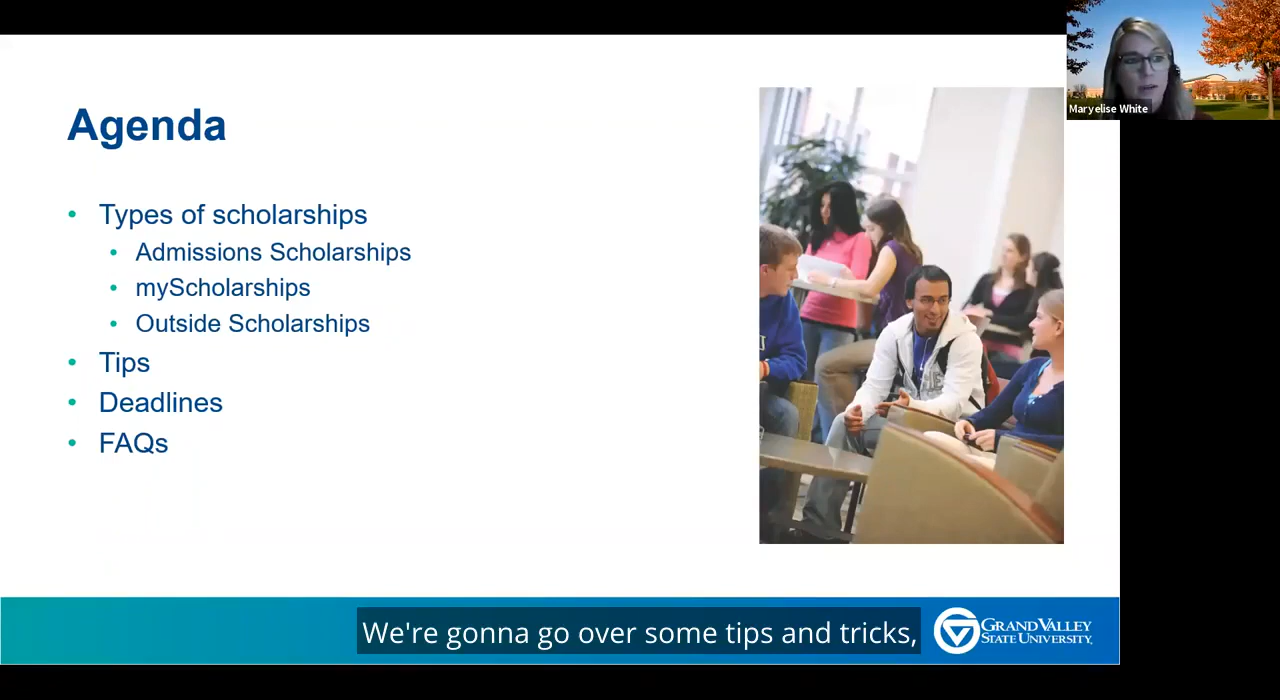 Maryelise White
Agenda
• Types of scholarships
• Admissions Scholarships
• myScholarships
• Outside Scholarships
• Tips
• Deadlines
• FAQs
We're gonna go over some tips and tricks,
GRAND VALLEY
STATE UNIVERSITY